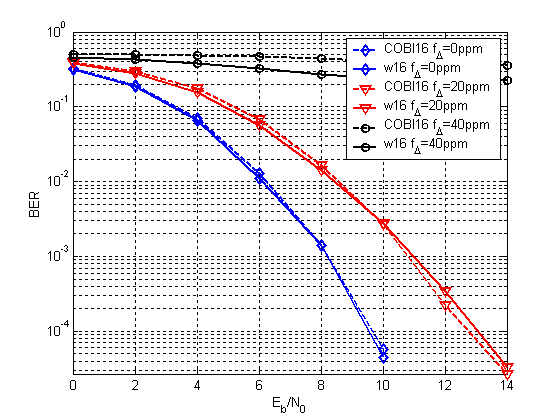 10^0
10^-1
10^-2
10^-3
10^-4
BER
COBI16 f_Δ=0ppm
w16 f_Δ=0ppm
COBI16 f_Δ=20ppm
w16 f_Δ=20ppm
COBI16 f_Δ=40ppm
w16 f_Δ=40ppm
0 2 4 6 8 10 12 14
E_b/N_0